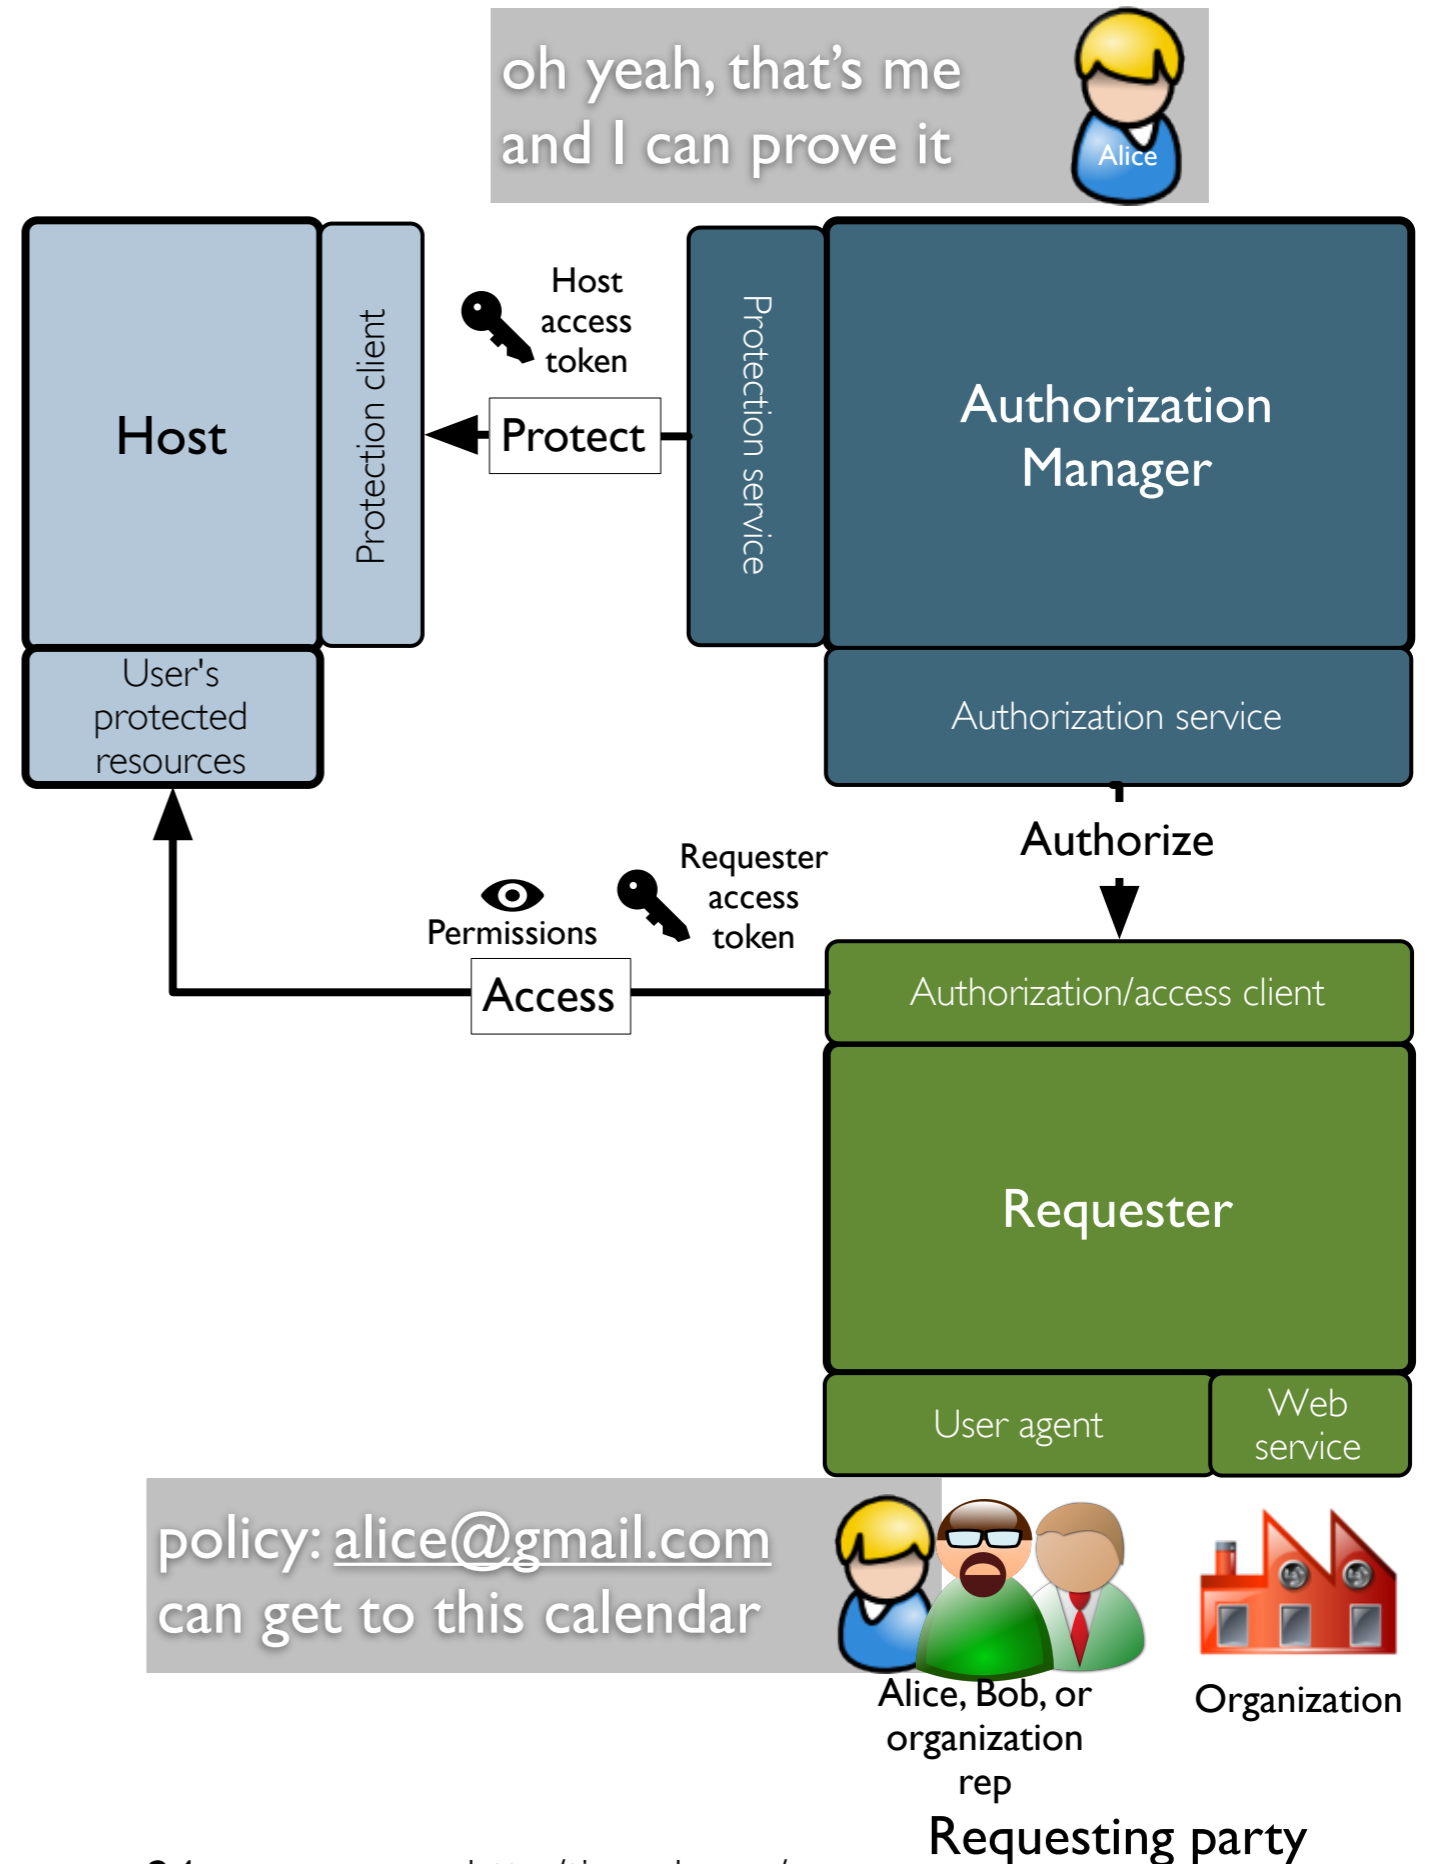 oh yeah, that's me
and I can prove it
Alice
Host
Protection client
Host
access
token
Protect
Protection service
Authorization
Manager
User's
protected
resources
Authorization service
Authorize
Requester
access
token
Permissions
Access
Authorization/access client
Requester
User agent
Web
service
policy: alice@gmail.com
can get to this calendar
Alice, Bob, or
organization
rep
Organization
Requesting party